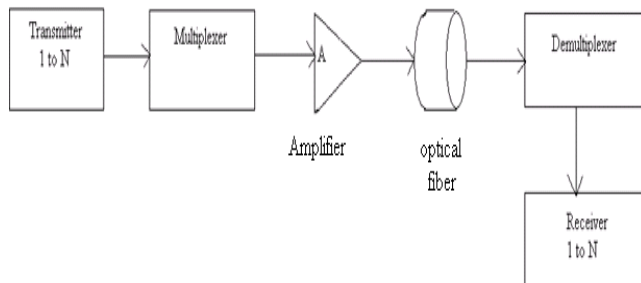 Transmitter
1 to N
Multiplexer
A
Amplifier
optical
fiber
Demultiplexer
Receiver
1 to N